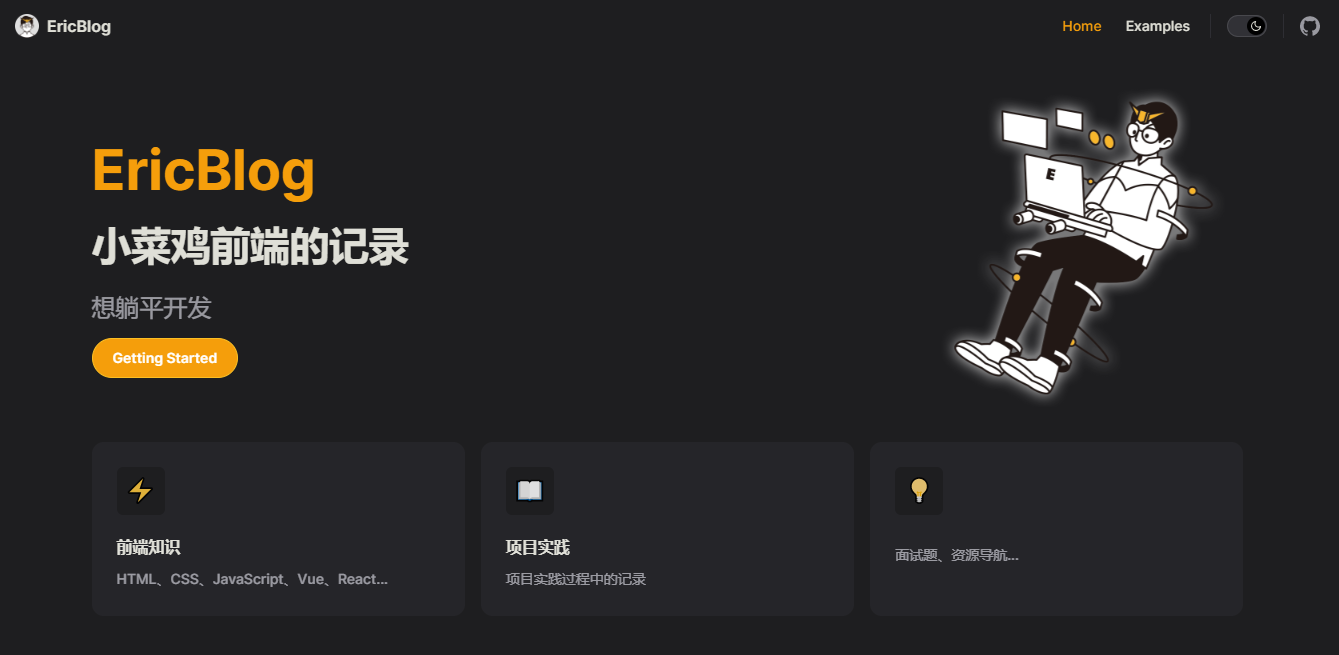 EricBlog
Home
Examples
EricBlog
小菜鸡前端的记录
想躺平开发
Getting Started
E
前端知识
HTML、CSS、JavaScript、Vue、React...
项目实践
项目实践过程中的记录
面试题、资源导航...